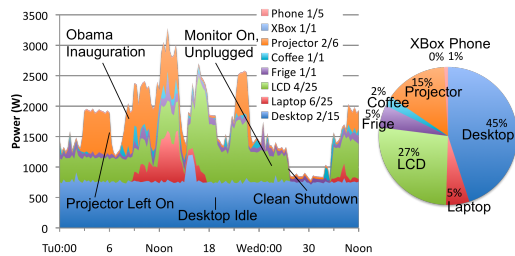 Power (W)
3500
3000
2500
2000
1500
1000
500
0
Tu0:00
6
Noon
18
Wed0:00
30
Noon
Obama
Inauguration
Monitor On,
Unplugged
Projector Left On
Desktop Idle
Clean Shutdown
Phone 1/5
XBox 1/1
Projector 2/6
Coffee 1/1
Frige 1/1
LCD 4/25
Laptop 6/25
Desktop 2/15
XBox Phone
0% 1%
15%
Projector
2%
Coffee
5%
Frige
45%
Desktop
27%
LCD
5%
Laptop